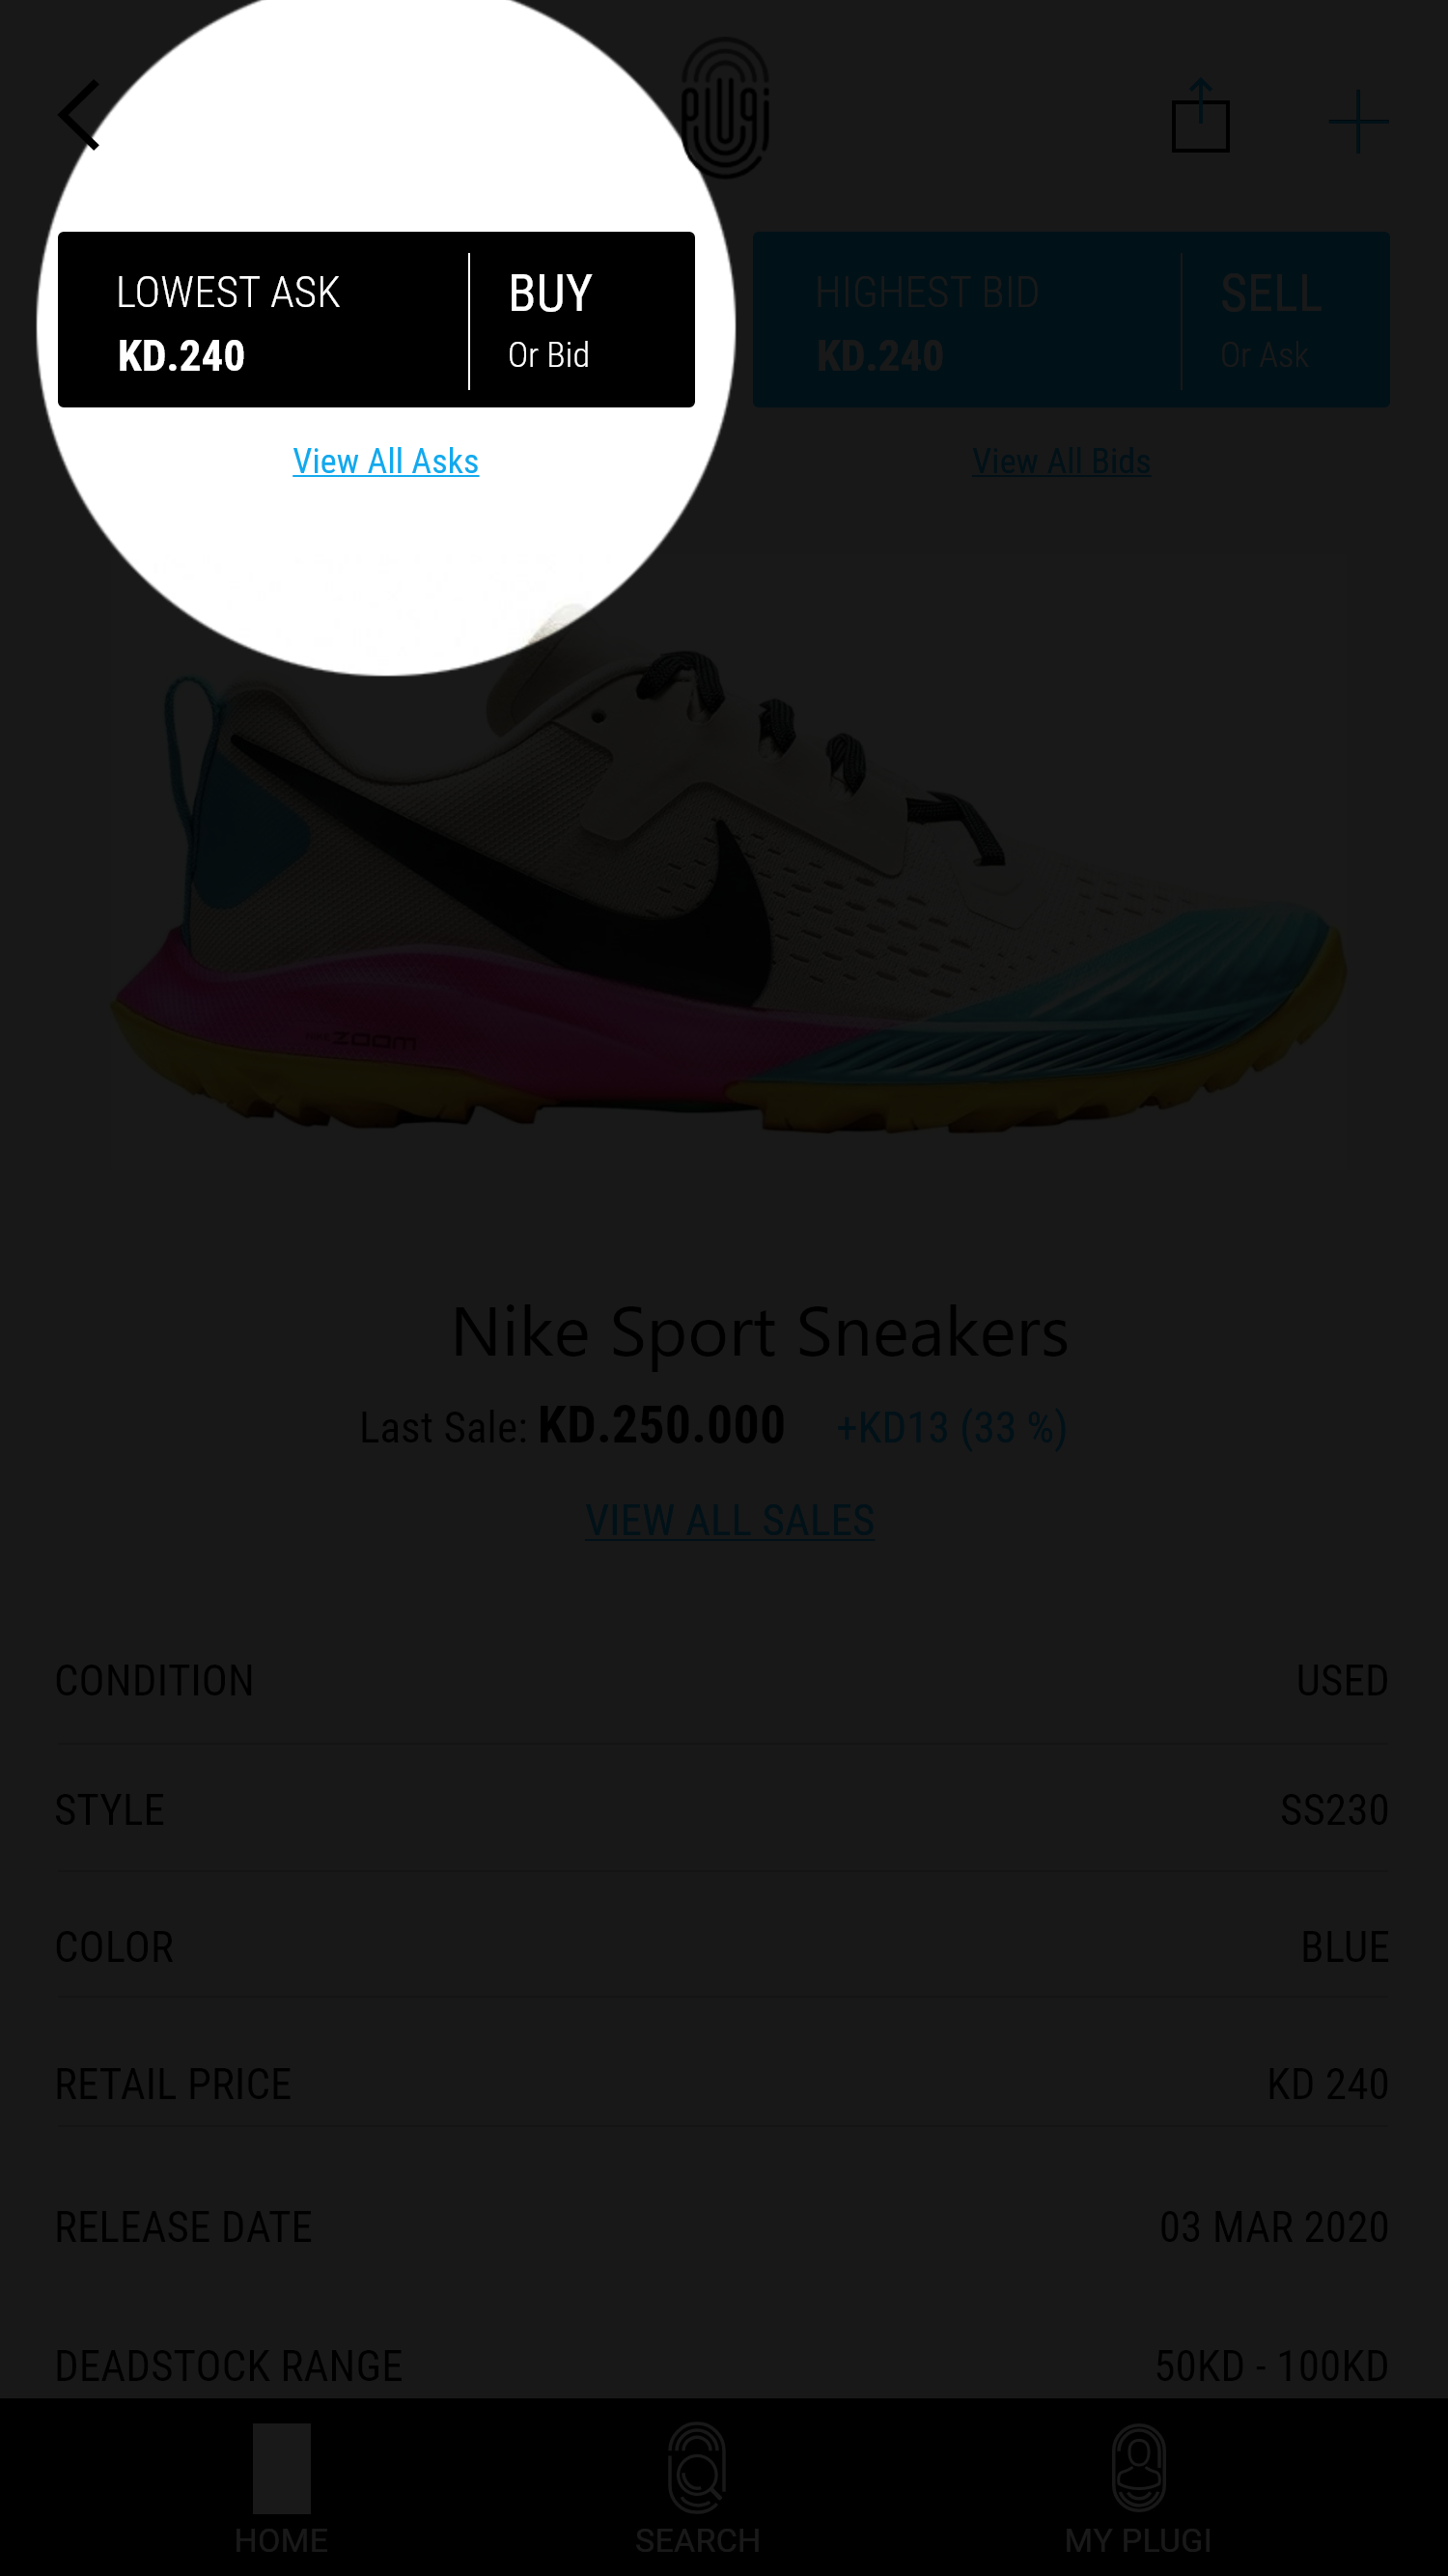 PLUGi
LOWEST ASK
BUY
KD.240
Or Bid
HIGHEST BID
SELL
KD.240
Or Ask
View All Asks
View All Bids
ZOOM
Nike Sport Sneakers
Last Sale: KD.250.000 +KD13 (33 %)
VIEW ALL SALES
CONDITION USED
STYLE SS230
COLOR BLUE
RETAIL PRICE KD 240
RELEASE DATE 03 MAR 2020
DEADSTOCK RANGE 50KD - 100KD
HOME SEARCH MY PLUGI